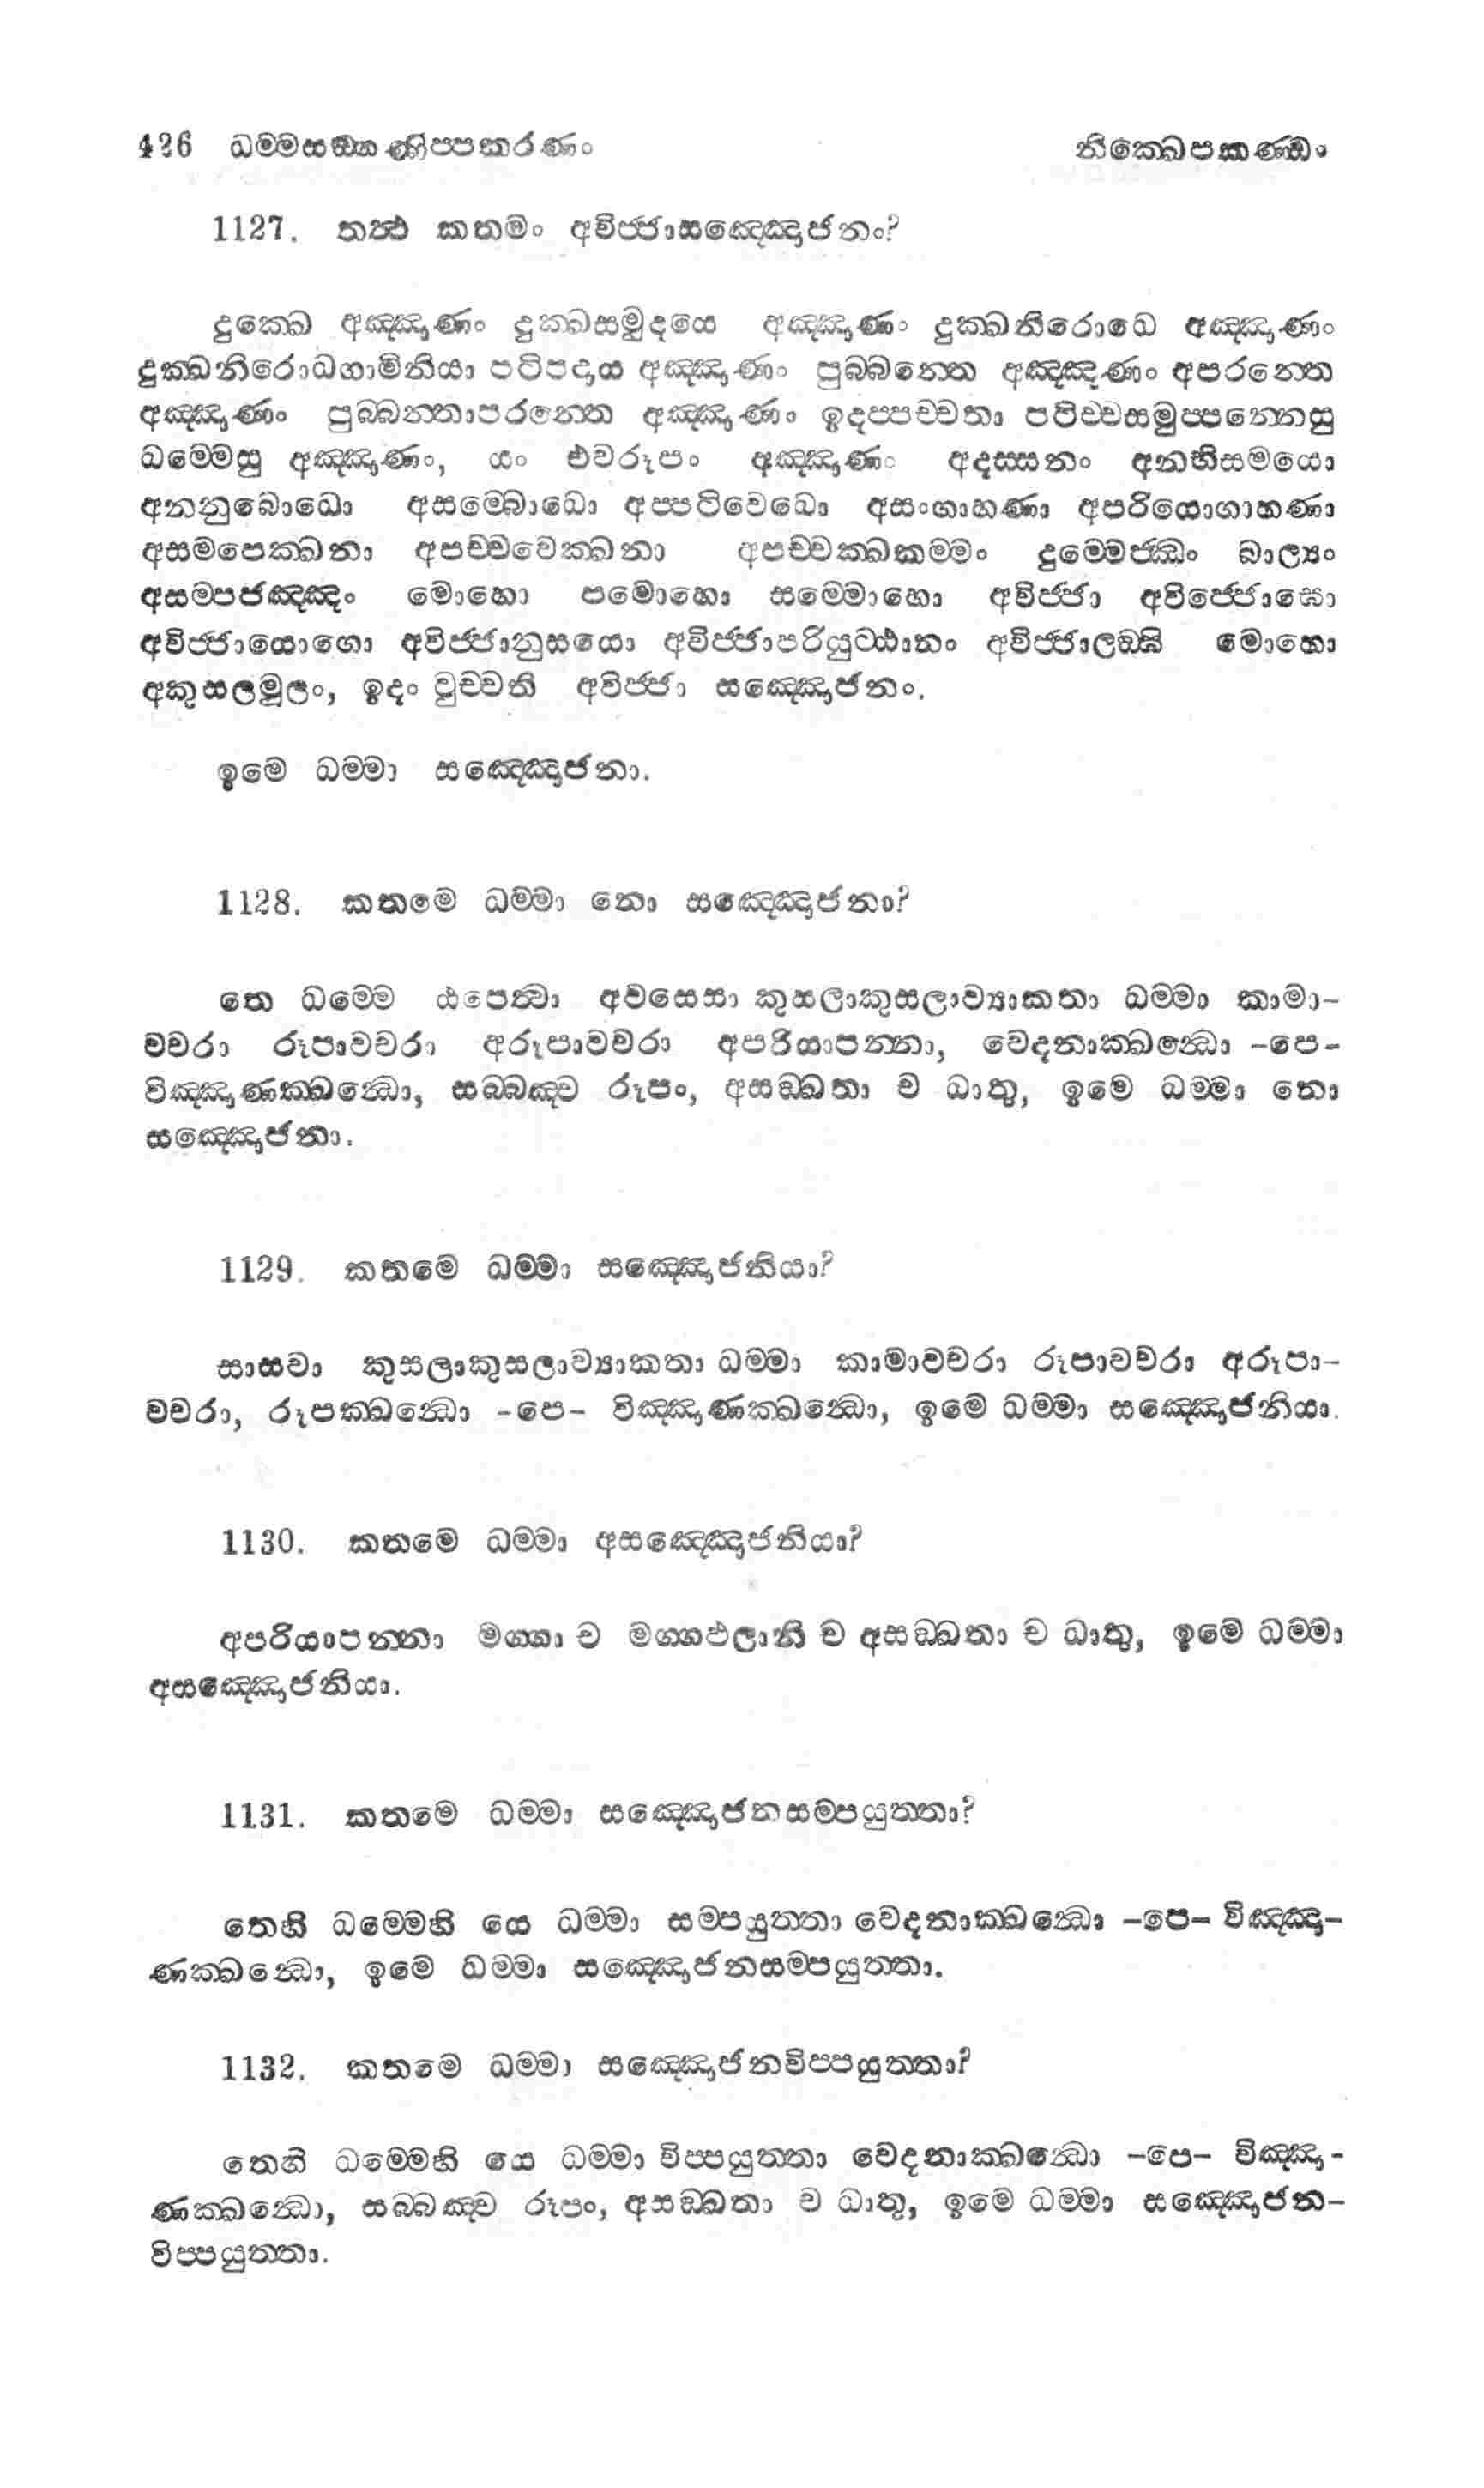 426 ධම්මසඞ්ගණිප්පකරණං නික්ඛෙපකණ්ඩං
1127. තත්‍ථ කතමං අවිජ්ජාසඤ්ඤොජනං?
දුක්ඛෙ අඤ්ඤාණං දුක්ඛසමුදයෙ අඤ්ඤාණං දුක්ඛනිරොධෙ අඤ්ඤාණං
දුක්ඛනිරොධගාමිනියා පටිපදාය අඤ්ඤාණං පුබ්බන්තෙ අඤ්ඤාණං අපරන්තෙ
අඤ්ඤාණං පුබ්බන්තාපරන්තෙ අඤ්ඤාණං ඉදප්පච්චතා පටිච්චසමුප්පන්නෙසු
ධම්මෙසු අඤ්ඤාණං, යං එවරූපං අඤ්ඤාණං අදස්සනං අනභිසමයො
අනනුබොධො අසම්බොධො අප්පටිවෙධො අසංගාහණා අපරියොගාහණා
අසමපෙක්ඛනා අපච්චවෙක්ඛනා අපච්චක්ඛකම්මං දුම්මෙජ්ඣං බාල්‍යං
අසම්පජඤ්ඤං මොහො පමොහො සම්මොහො අවිජ්ජා අවිජ්ජොඝො
අවිජ්ජායොගො අවිජ්ජානුසයො අවිජ්ජාපරියුට්ඨානං අවිජ්ජාලඞ්ඝි මොහො
අකුසලමූලං, ඉදං වුච්චති අවිජ්ජා සඤ්ඤොජනං.
ඉමෙ ධම්මා සඤ්ඤොජනා.
1128. කතමෙ ධම්මා නො සඤ්ඤොජනා?
තෙ ධම්මෙ ඨපෙත්‍වා අවසෙසා කුසලාකුසලාව්‍යාකතා ධම්මා කාමා-
වචරා රූපාවචරා අරූපාවචරා අපරියාපන්නා, වෙදනාක්ඛන්‍ධො -පෙ-
විඤ්ඤාණක්ඛන්‍ධො, සබ්බඤ්ච රූපං, අසඞ්ඛතා ච ධාතු, ඉමෙ ධම්මා නො
සඤ්ඤොජනා.
1129. කතමෙ ධම්මා සඤ්ඤොජනියා?
සාසවා කුසලාකුසලාව්‍යාකතා ධම්මා කාමාවචරා රූපාවචරා අරූපා-
වචරා, රූපක්ඛන්‍ධො -පෙ- විඤ්ඤාණක්ඛන්‍ධො, ඉමෙ ධම්මා සඤ්ඤොජනියා.
1130. කතමෙ ධම්මා අසඤ්ඤොජනියා?
අපරියාපන්නා මග්ගා ච මග්ගඵලානි ච අසඞ්ඛතා ච ධාතු, ඉමෙ ධම්මා
අසඤ්ඤොජනියා.
1131. කතමෙ ධම්මා සඤ්ඤොජනසම්පයුත්තා?
තෙහි ධම්මෙහි යෙ ධම්මා සම්පයුත්තා වෙදනාක්ඛන්‍ධො -පෙ- විඤ්ඤා-
ණක්ඛන්‍ධො, ඉමෙ ධම්මා සඤ්ඤොජනසම්පයුත්තා.
1132. කතමෙ ධම්මා සඤ්ඤොජනවිප්පයුත්තා?
තෙහි ධම්මෙහි යෙ ධම්මා විප්පයුත්තා වෙදනාක්ඛන්‍ධො -පෙ- විඤ්ඤා-
ණක්ඛන්‍ධො, සබ්බඤ්ච රූපං, අසඞ්ඛතා ච ධාතු, ඉමෙ ධම්මා සඤ්ඤොජන-
විප්පයුත්තා.